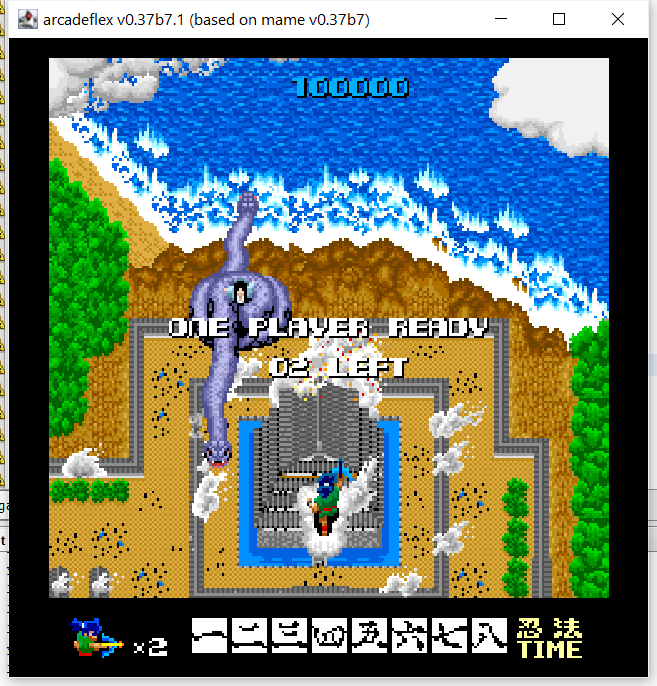 arcadeflex v0.37b7.1 (based on mame v0.37b7)
100000
ONE PLAYER READY
02 LEFT
×2 一 二 三 四 五 六 七 八 忍法
TIME